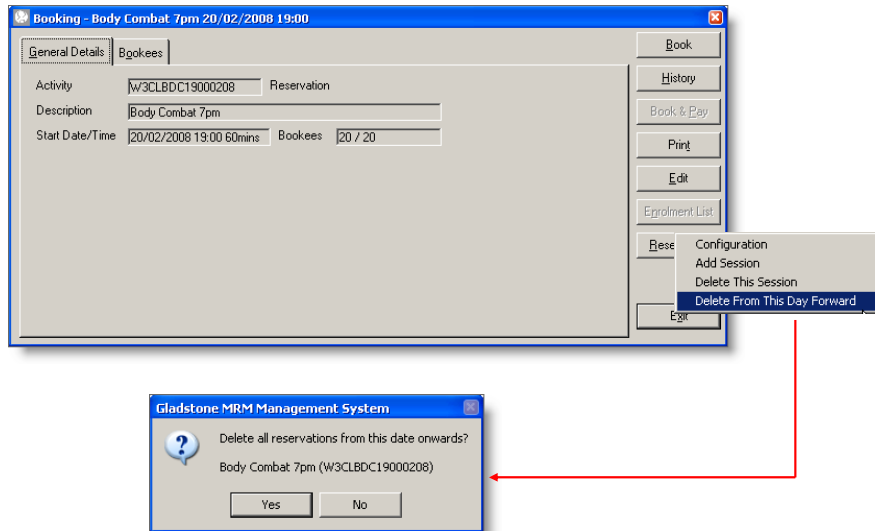 Booking - Body Combat 7pm 20/02/2008 19:00
General Details Bookees
Activity W3CLBDC19000208 Reservation
Description Body Combat 7pm
Start Date/Time 20/02/2008 19:00 60mins Bookees 20 / 20
Book
History
Book & Pay
Print
Edit
Enrolment List
Configuration
Add Session
Delete This Session
Delete From This Day Forward
Exit
Gladstone MRM Management System
Delete all reservations from this date onwards?
Body Combat 7pm (W3CLBDC19000208)
Yes No